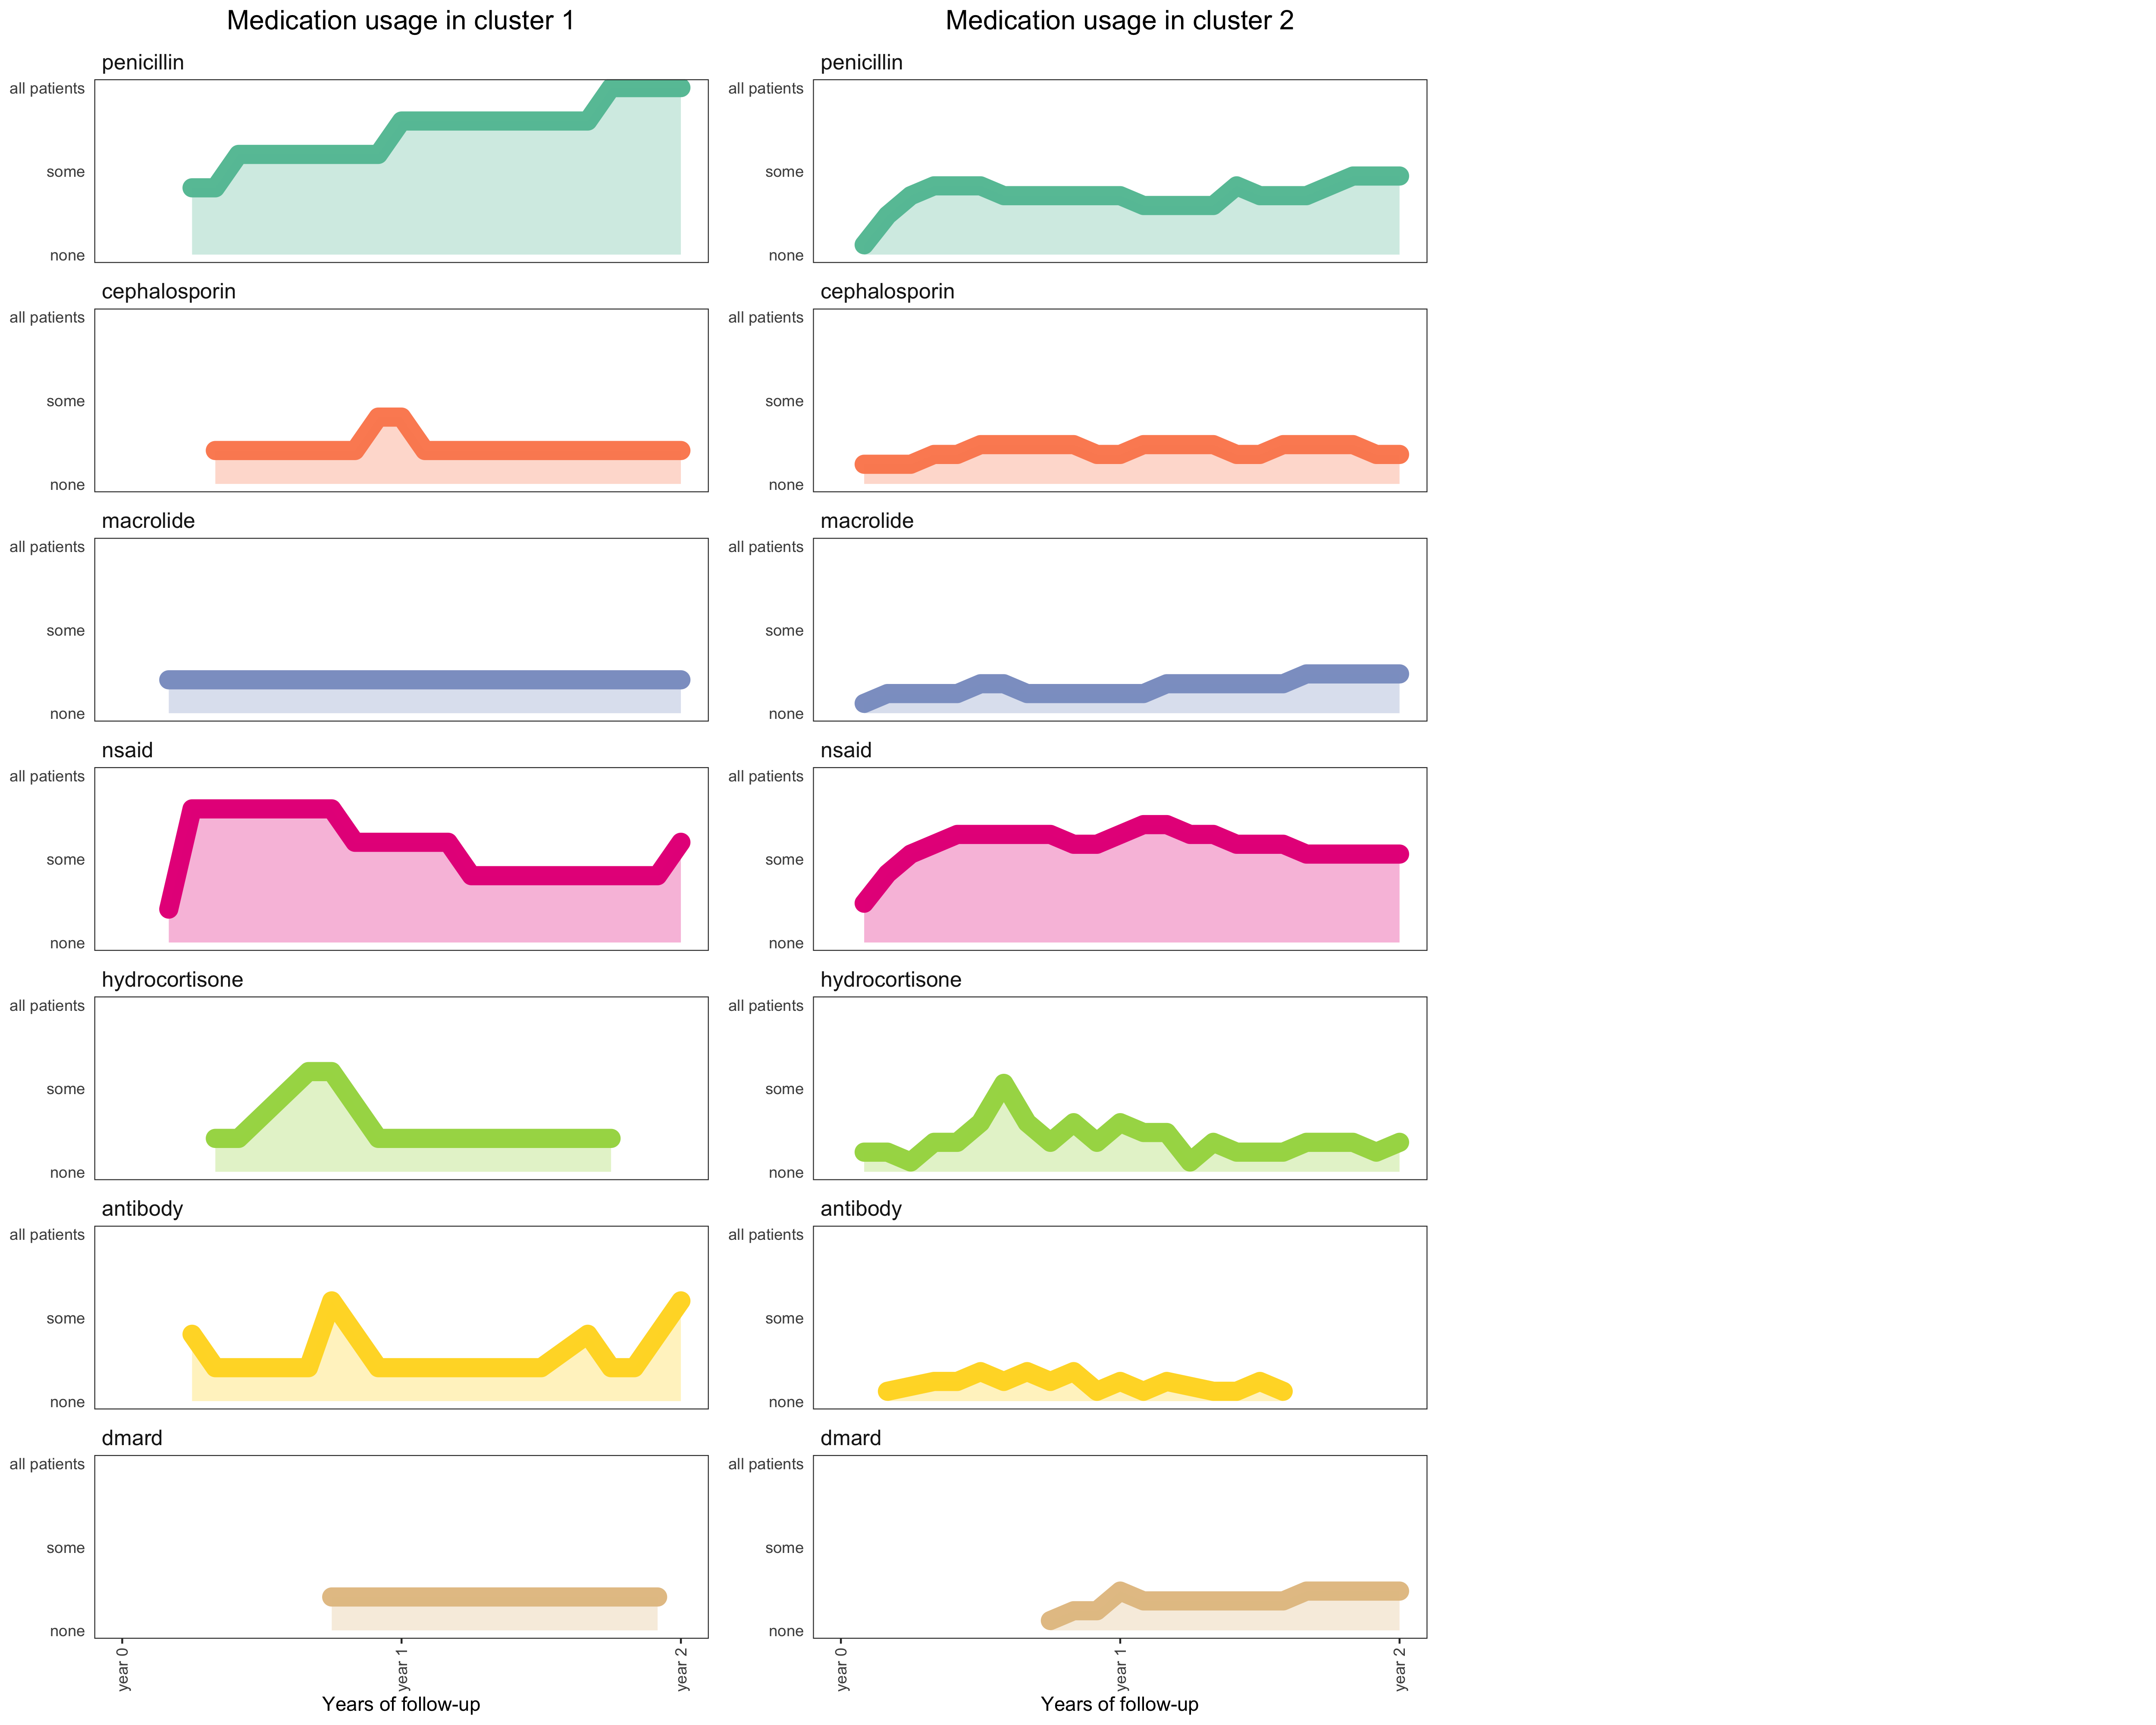 Medication usage in cluster 1
penicillin
all patients
some
none
cephalosporin
all patients
some
none
macrolide
all patients
some
none
nsaid
all patients
some
none
hydrocortisone
all patients
some
none
antibody
all patients
some
none
dmard
all patients
some
none
year 0
year 1
year 2
Years of follow-up
Medication usage in cluster 2
penicillin
all patients
some
none
cephalosporin
all patients
some
none
macrolide
all patients
some
none
nsaid
all patients
some
none
hydrocortisone
all patients
some
none
antibody
all patients
some
none
dmard
all patients
some
none
year 0
year 1
year 2
Years of follow-up